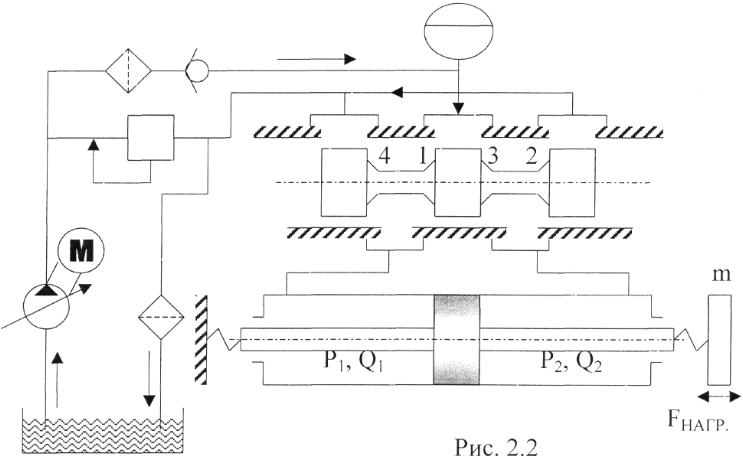 4 1 3 2
M
m
P₁, Q₁ P₂, Q₂
FНАГР.
Рис. 2.2